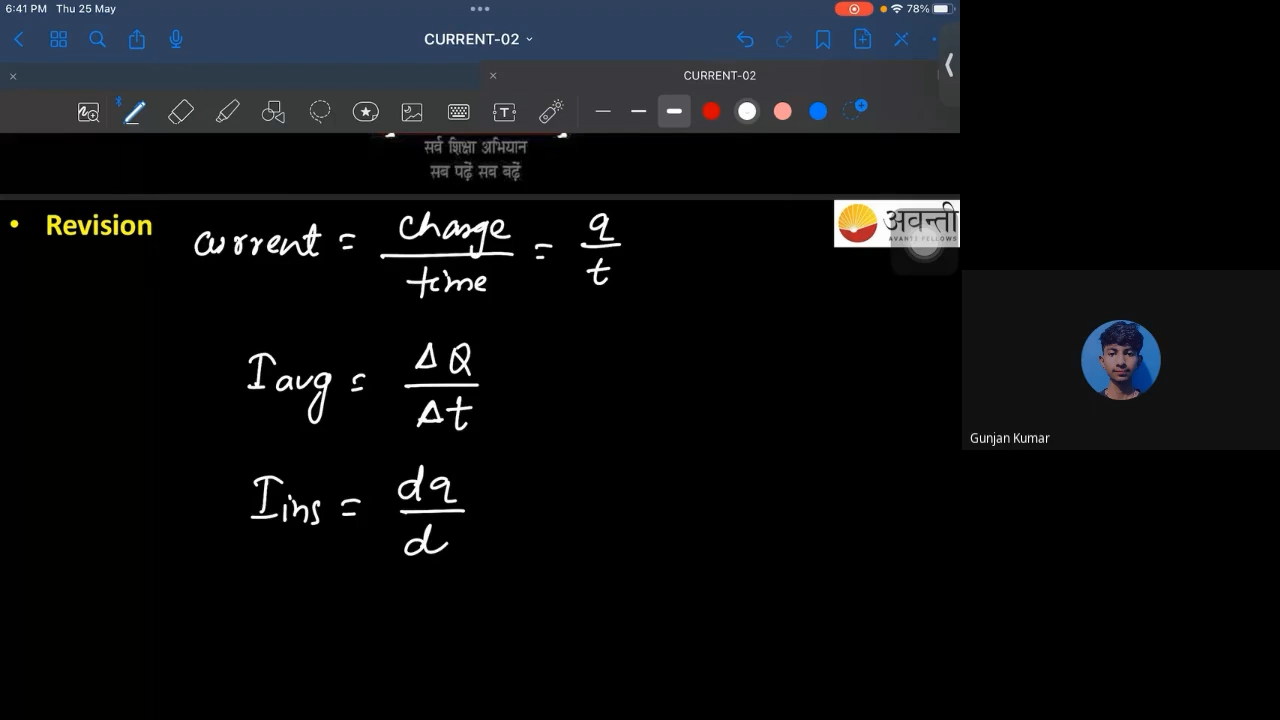 6:41 PM Thu 25 May
78%
CURRENT-02
CURRENT-02
सर्व शिक्षा अभियान
सब पढ़ें सब बढ़ें
• Revision
current = charge / time = q / t
अवन्ती
AVANTI FELLOWS
I avg = ΔQ / Δt
I ins = dq / d
Gunjan Kumar